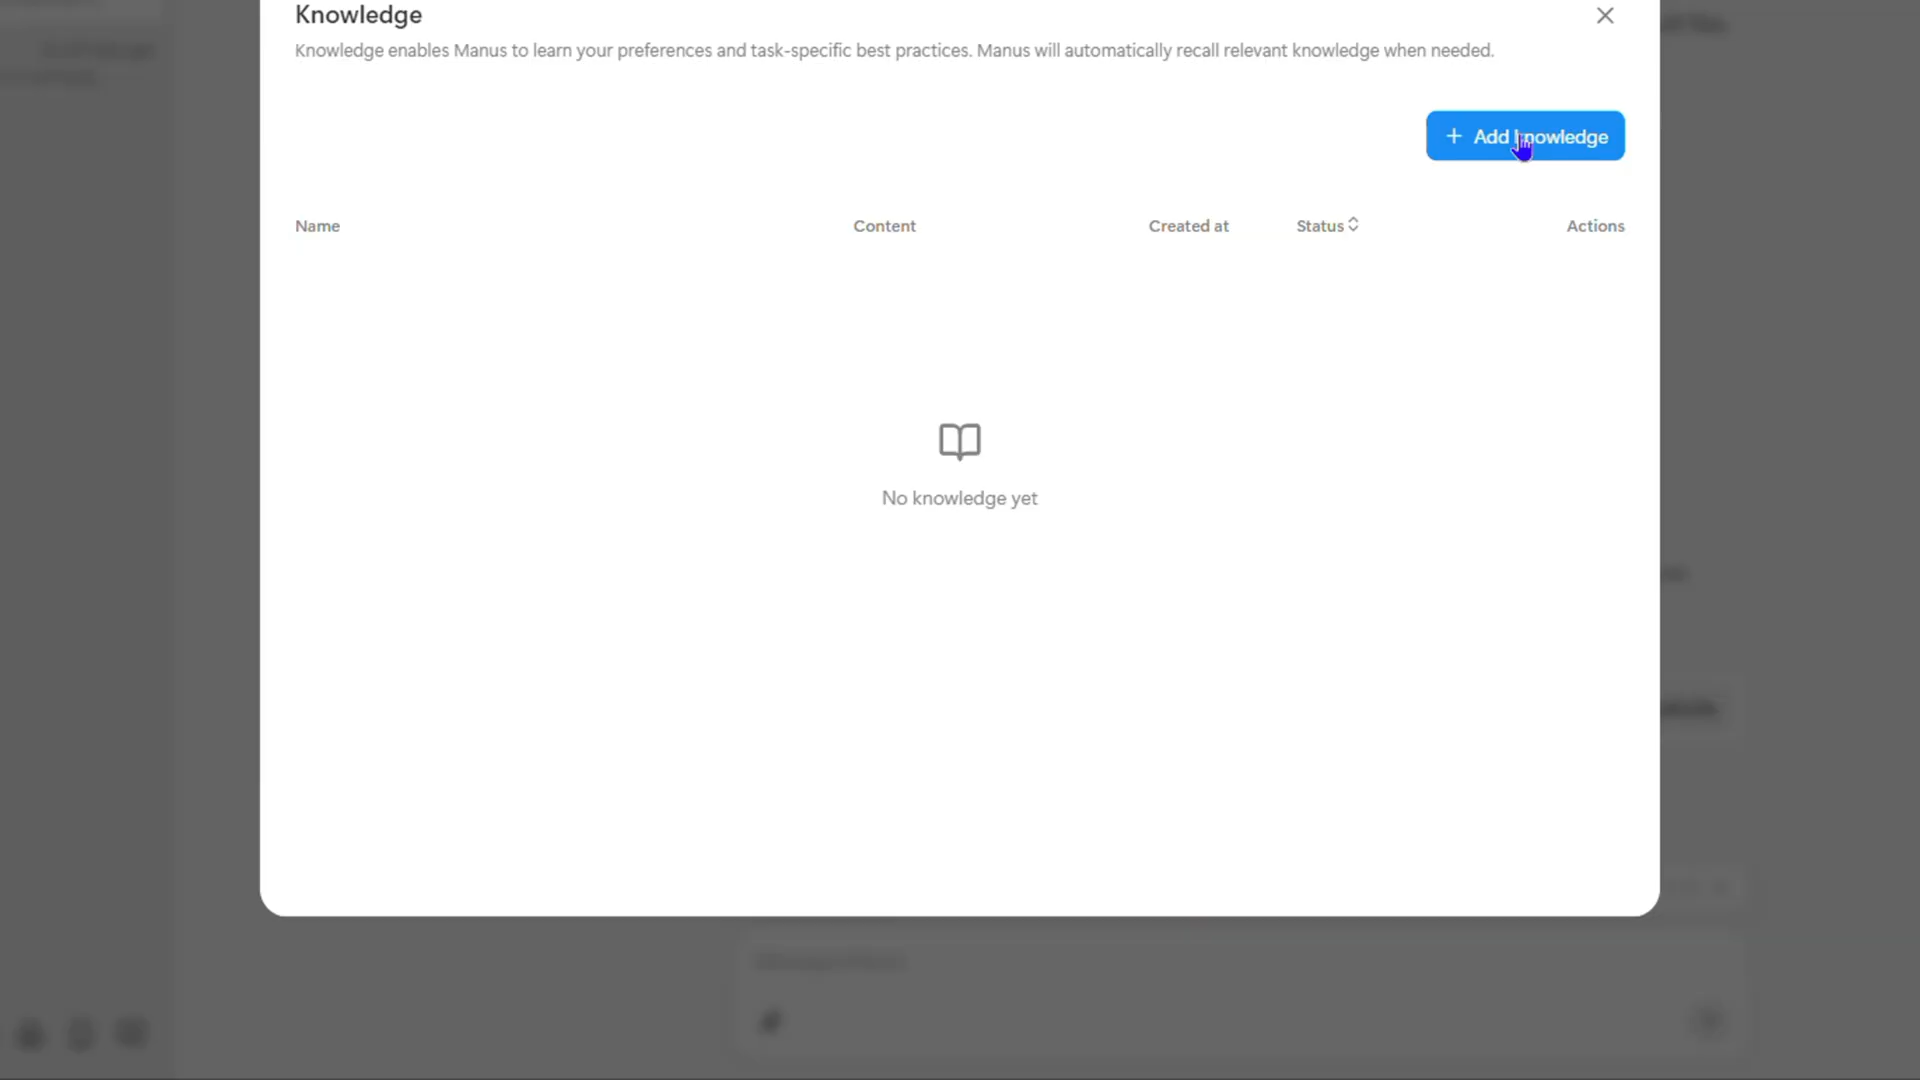 Knowledge
Knowledge enables Manus to learn your preferences and task-specific best practices. Manus will automatically recall relevant knowledge when needed.
+ Add knowledge
Name Content Created at Status Actions
No knowledge yet